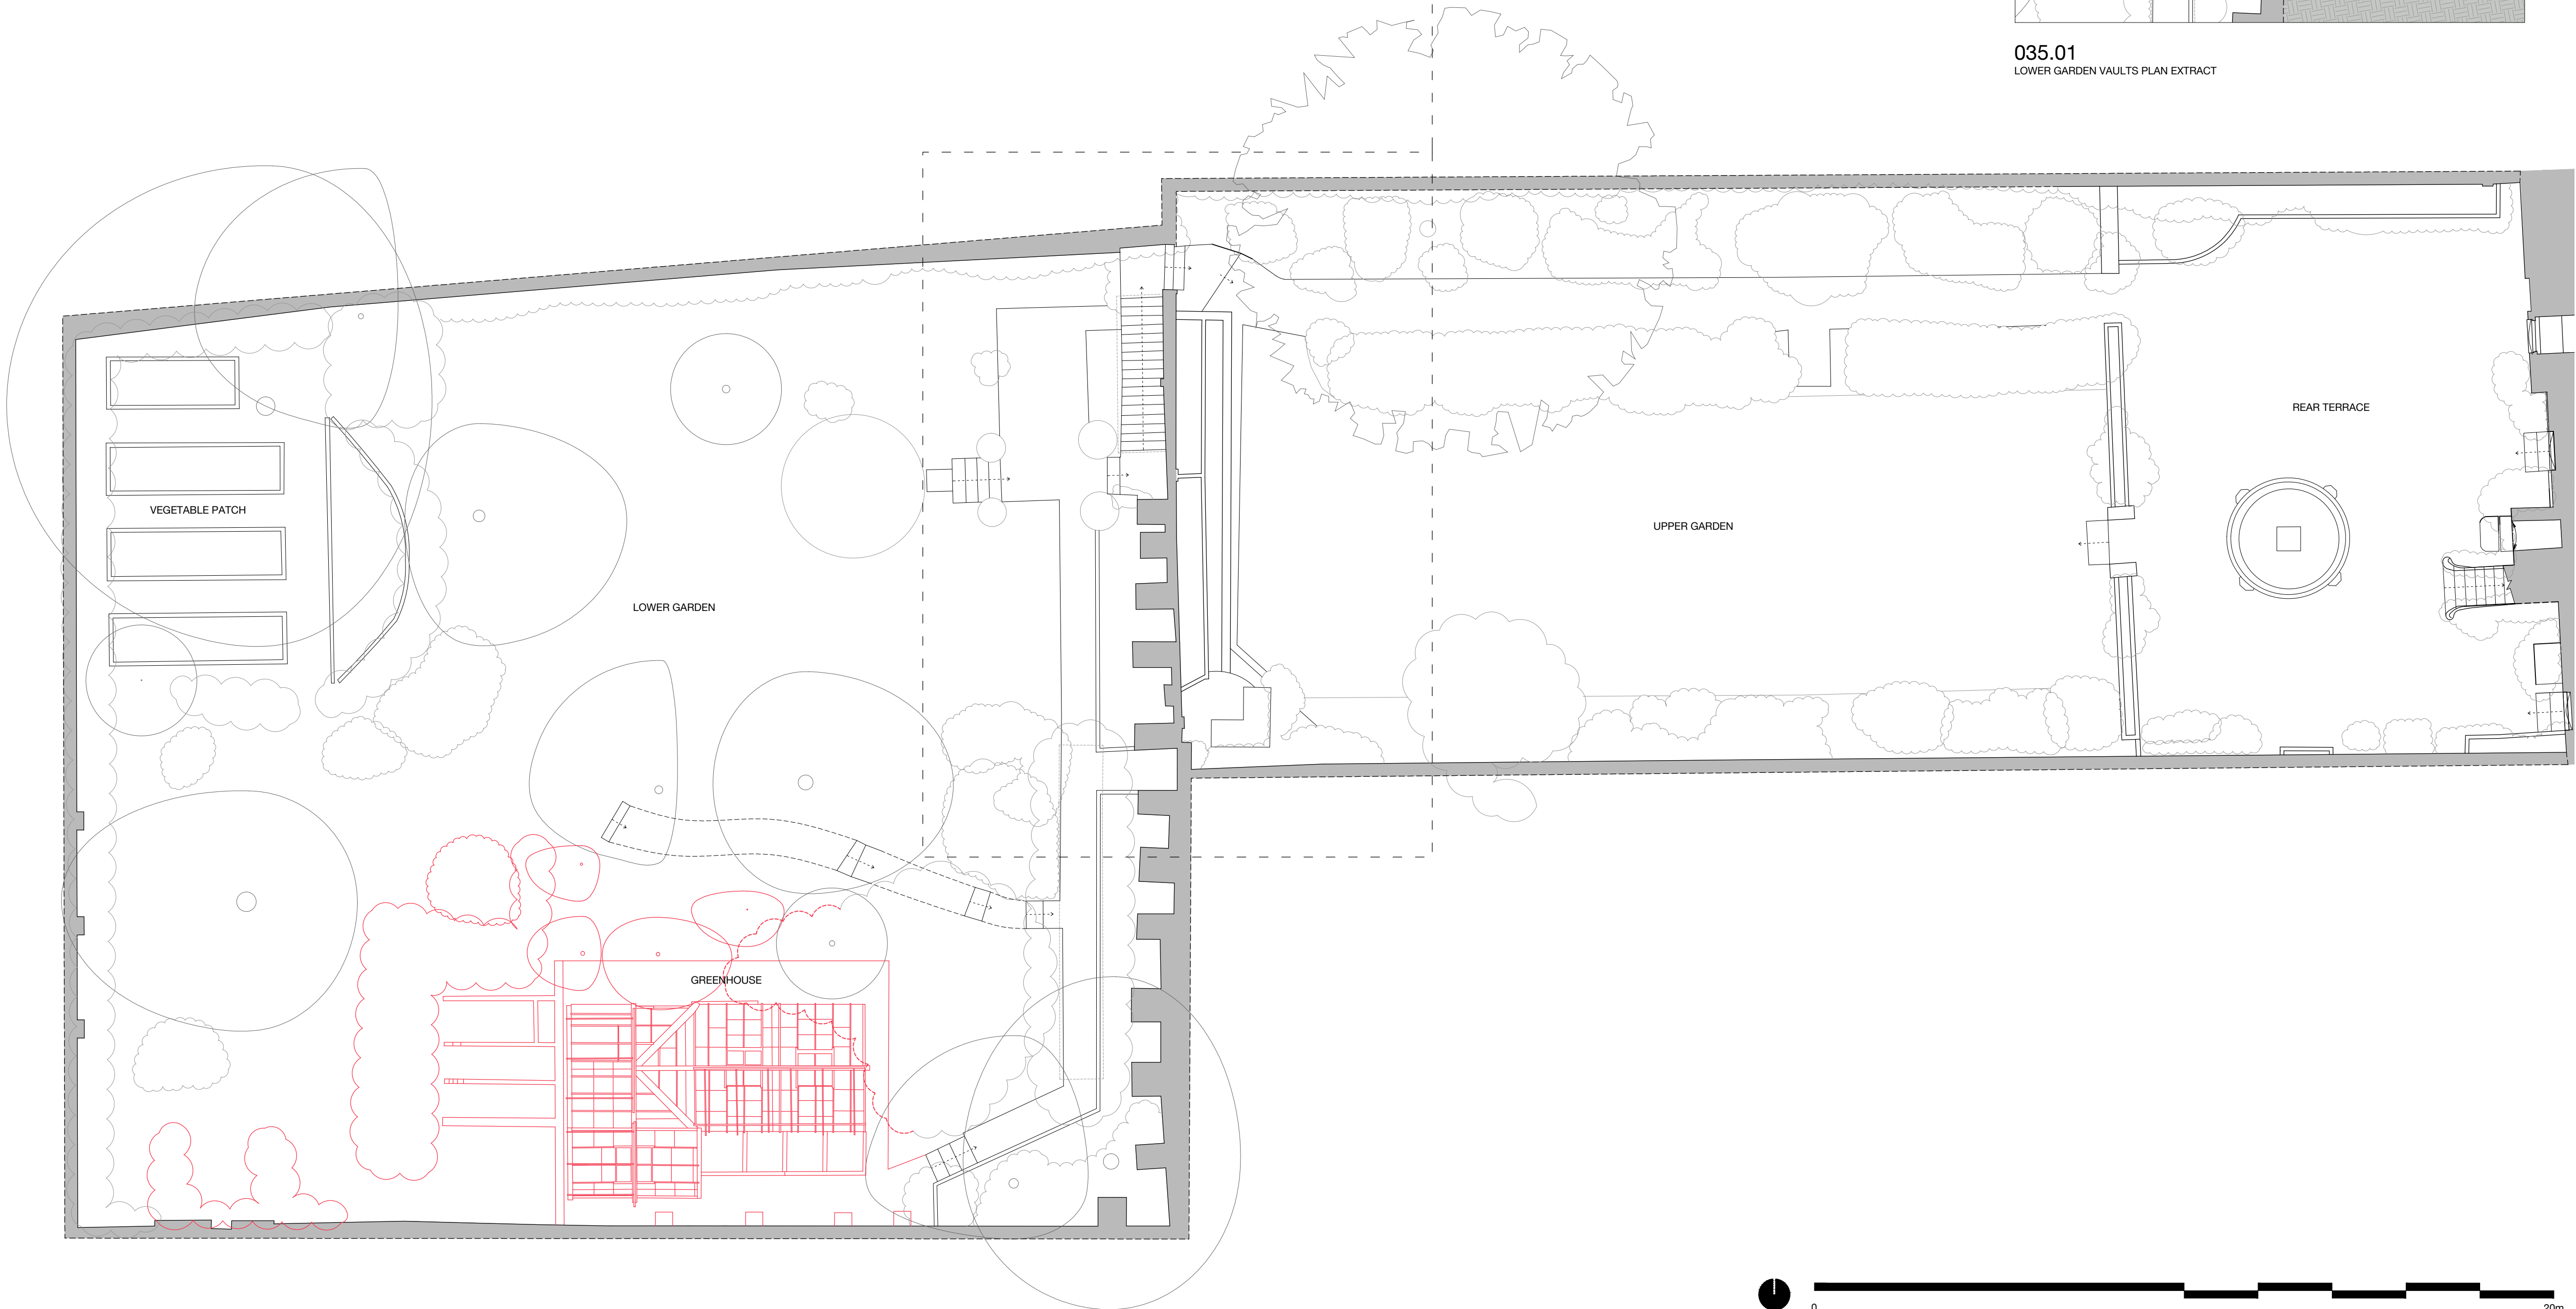 035.01
LOWER GARDEN VAULTS PLAN EXTRACT
REAR TERRACE
VEGETABLE PATCH
UPPER GARDEN
LOWER GARDEN
GREENHOUSE
0
20m